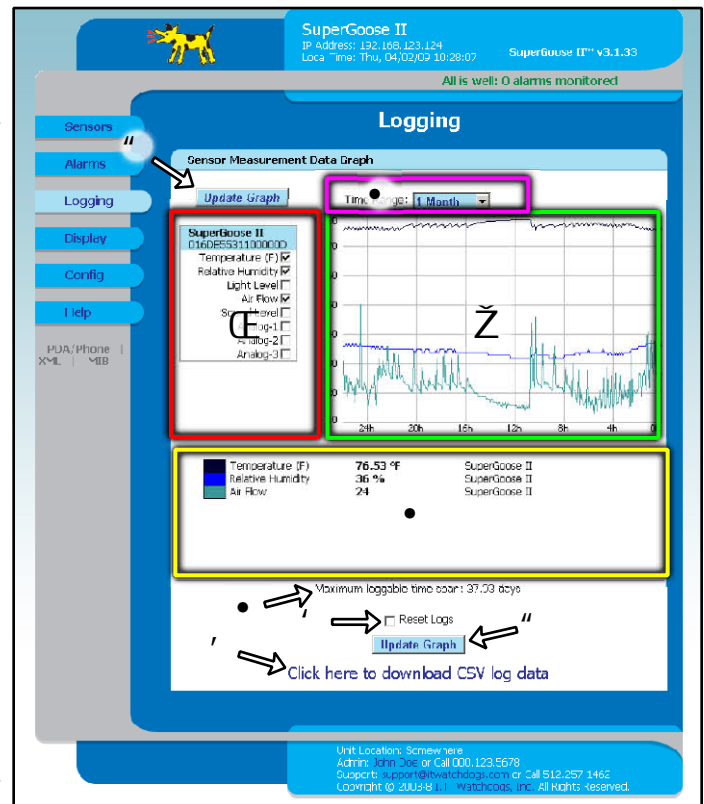 SuperGoose II
IP Address: 192.168.123.124
Local Time: Thu, 04/02/09 10:28:07
SuperGoose II™ v3.1.33
All is well: 0 alarms monitored
Logging
Sensors
Alarms
Logging
Display
Config
Help
PDA/Phone |
XML | MIB
Sensor Measurement Data Graph
Update Graph
Time Range: 1 Month
SuperGoose II
016DE5531100000D
Temperature (F)
Relative Humidity
Light Level
Air Flow
Sound Level
Analog-1
Analog-2
Analog-3
Œ
Ž
24h 20h 16h 12h 8h 4h 0
Temperature (F) 76.53 °F SuperGoose II
Relative Humidity 36 % SuperGoose II
Air Flow 24 SuperGoose II
Maximum loggable time span: 37.93 days
Reset Logs
Update Graph
Click here to download CSV log data
Unit Location: Somewhere
Admin: John Doe or Call 000.123.5678
Support: support@itwatchdogs.com or Call 512.257.1462
Copyright © 2003-8 I.T. Watchdogs, Inc. All Rights Reserved.